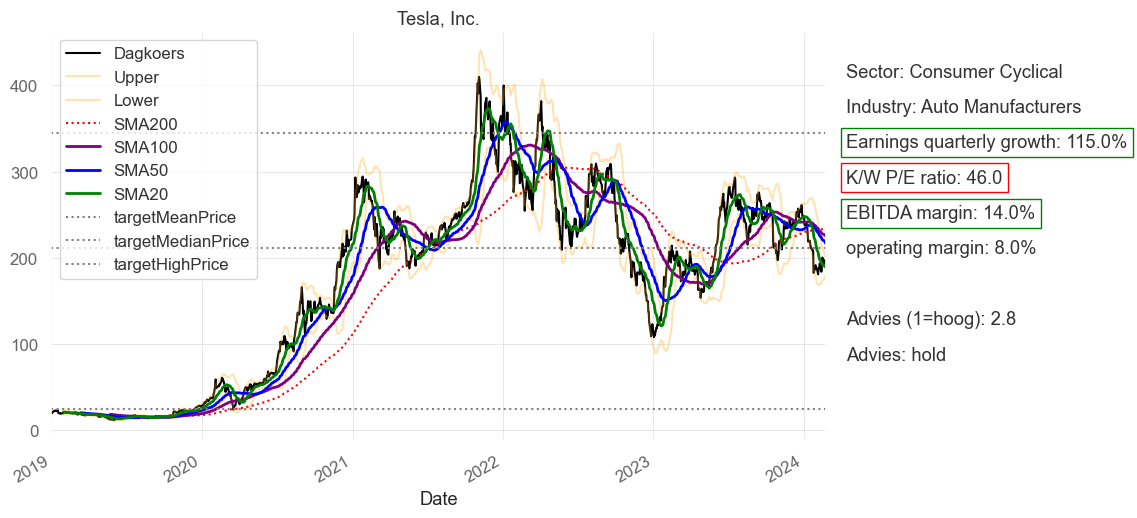 Tesla, Inc.
Dagkoers
Upper
Lower
SMA200
SMA100
SMA50
SMA20
targetMeanPrice
targetMedianPrice
targetHighPrice
400
300
200
100
0
2019
2020
2021
2022
2023
2024
Date
Sector: Consumer Cyclical
Industry: Auto Manufacturers
Earnings quarterly growth: 115.0%
K/W P/E ratio: 46.0
EBITDA margin: 14.0%
operating margin: 8.0%
Advies (1=hoog): 2.8
Advies: hold